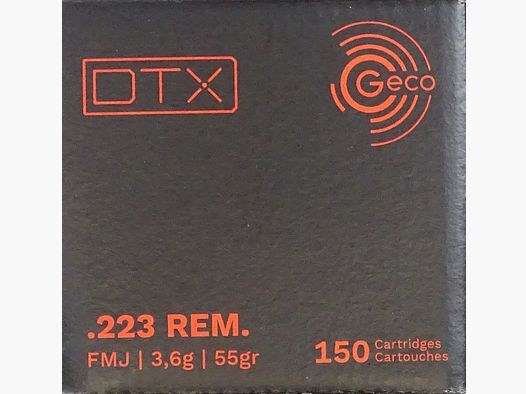 DTX
Geco
.223 REM.
FMJ | 3,6g | 55gr
150 Cartridges
Cartouches